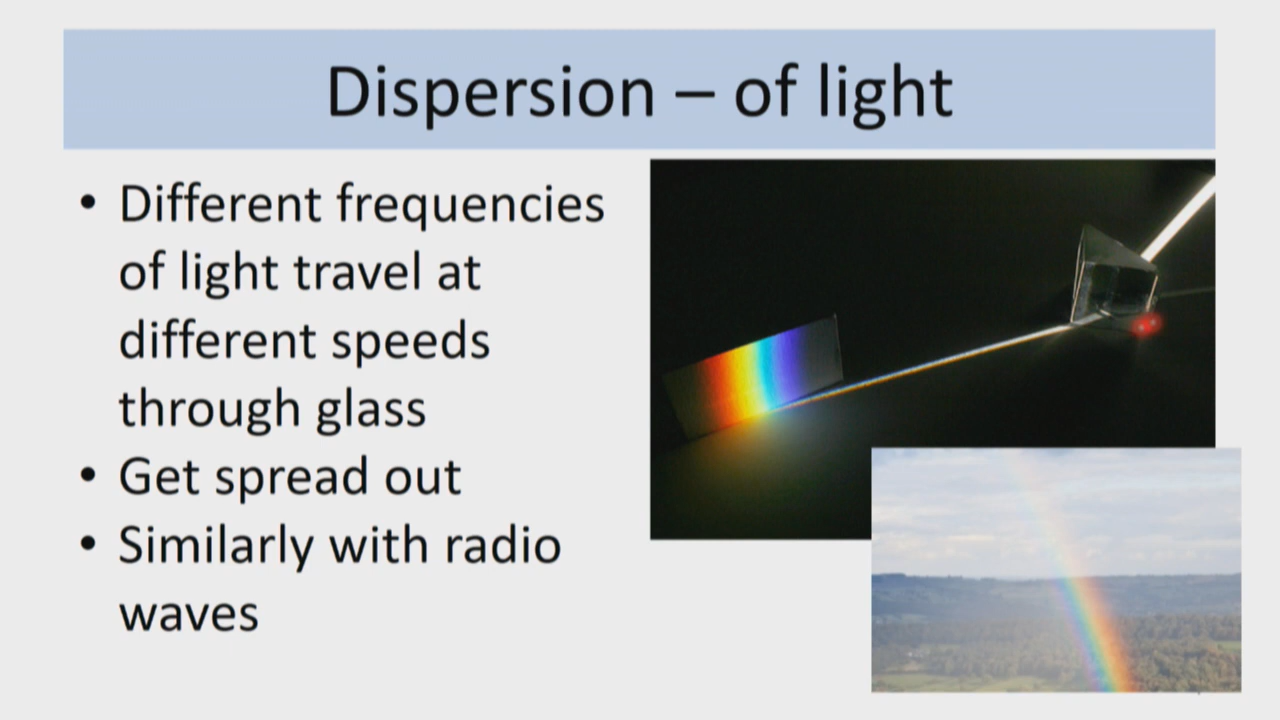 Dispersion – of light
• Different frequencies
of light travel at
different speeds
through glass
• Get spread out
• Similarly with radio
waves